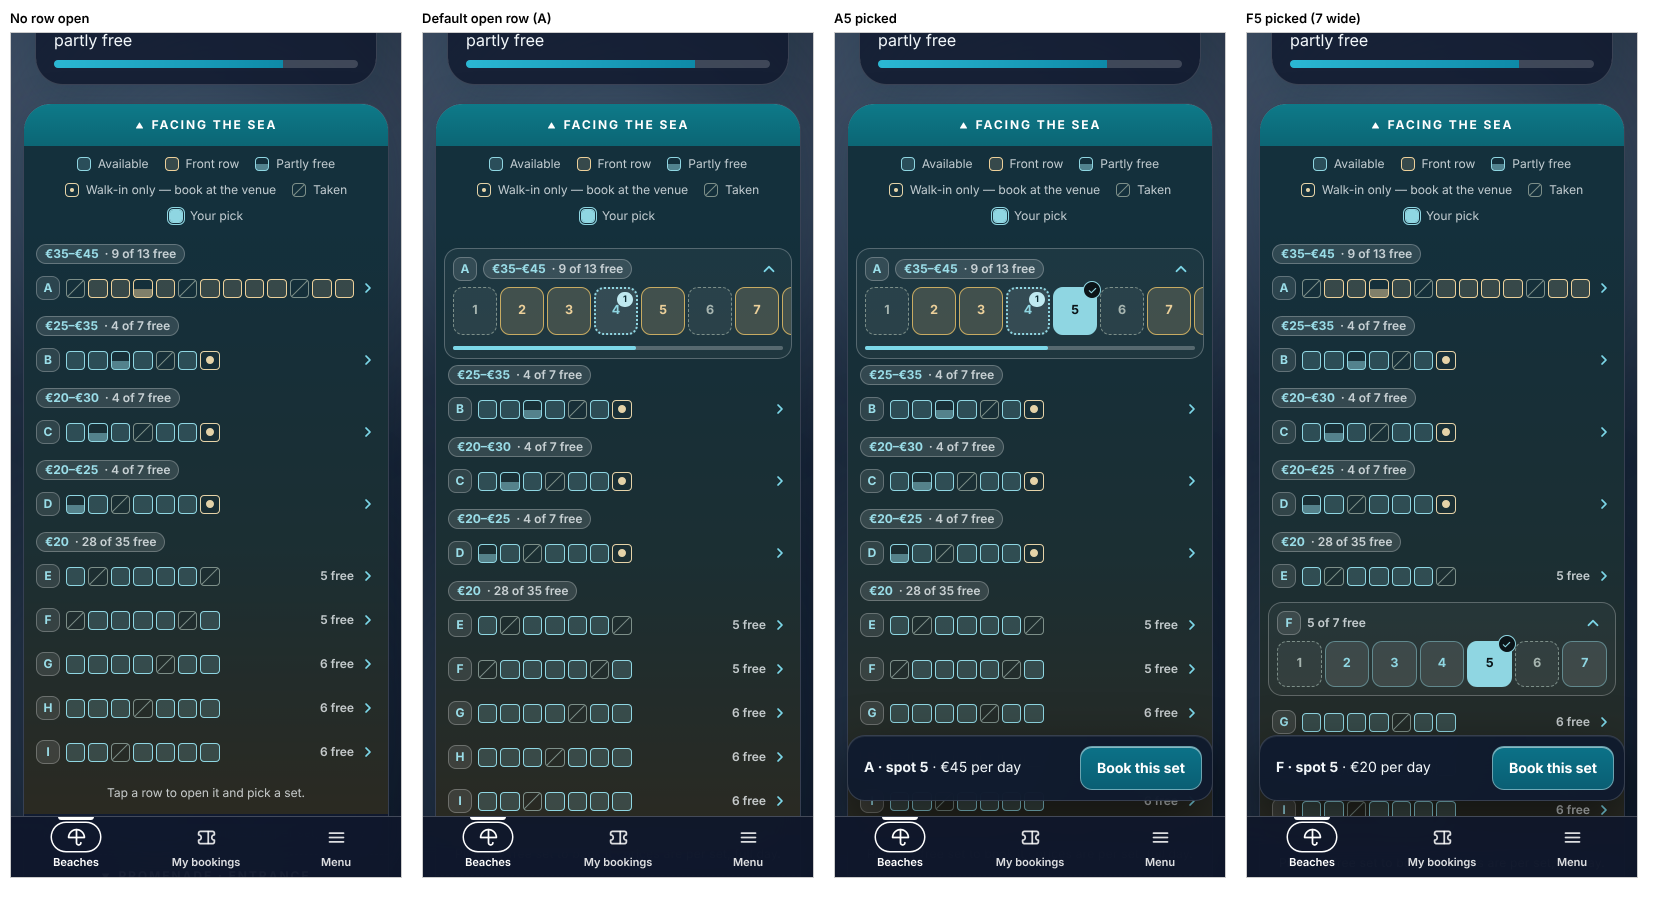 No row open
partly free
▲ FACING THE SEA
Available Front row Partly free
Walk-in only — book at the venue Taken
Your pick
€35–€45 · 9 of 13 free
A
€25–€35 · 4 of 7 free
B
€20–€30 · 4 of 7 free
C
€20–€25 · 4 of 7 free
D
€20 · 28 of 35 free
E 5 free
F 5 free
G 6 free
H 6 free
I 6 free
Tap a row to open it and pick a set.
Beaches My bookings Menu
Default open row (A)
partly free
▲ FACING THE SEA
Available Front row Partly free
Walk-in only — book at the venue Taken
Your pick
A €35–€45 · 9 of 13 free
1 2 3 4 1 5 6 7
€25–€35 · 4 of 7 free
B
€20–€30 · 4 of 7 free
C
€20–€25 · 4 of 7 free
D
€20 · 28 of 35 free
E 5 free
F 5 free
G 6 free
H 6 free
I 6 free
Beaches My bookings Menu
A5 picked
partly free
▲ FACING THE SEA
Available Front row Partly free
Walk-in only — book at the venue Taken
Your pick
A €35–€45 · 9 of 13 free
1 2 3 4 1 5 6 7
€25–€35 · 4 of 7 free
B
€20–€30 · 4 of 7 free
C
€20–€25 · 4 of 7 free
D
€20 · 28 of 35 free
E 5 free
F 5 free
G 6 free
A · spot 5 · €45 per day Book this set
I 6 free
Beaches My bookings Menu
F5 picked (7 wide)
partly free
▲ FACING THE SEA
Available Front row Partly free
Walk-in only — book at the venue Taken
Your pick
€35–€45 · 9 of 13 free
A
€25–€35 · 4 of 7 free
B
€20–€30 · 4 of 7 free
C
€20–€25 · 4 of 7 free
D
€20 · 28 of 35 free
E 5 free
F 5 of 7 free
1 2 3 4 5 6 7
G 6 free
F · spot 5 · €20 per day Book this set
I 6 free
Beaches My bookings Menu